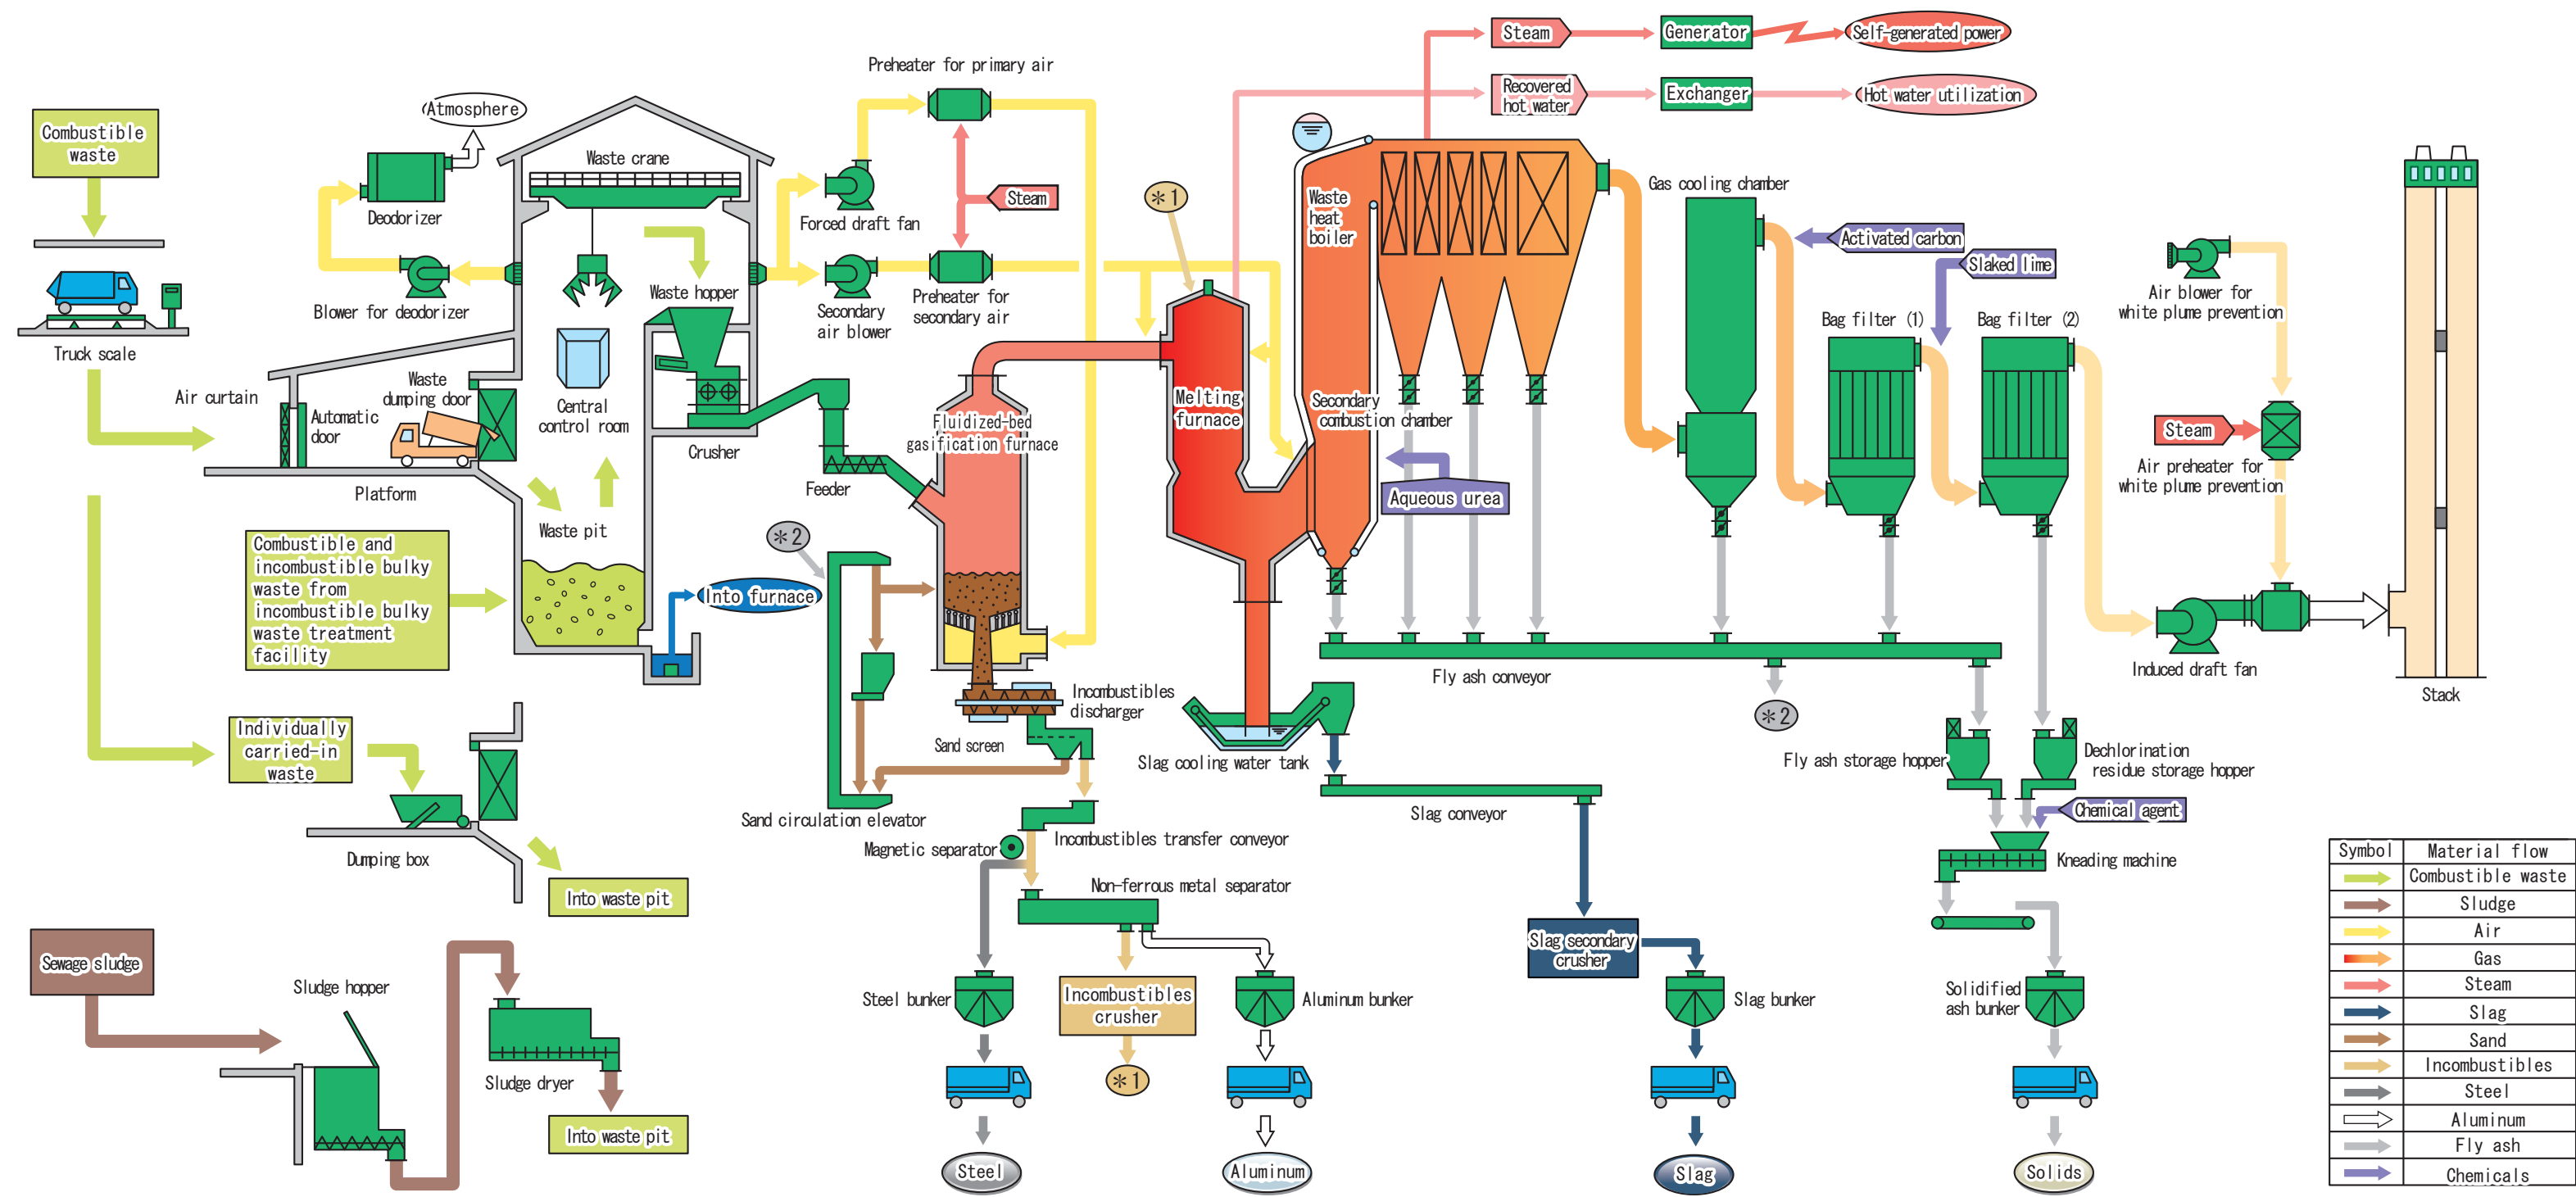 Combustible
waste
Truck scale
Atmosphere
Deodorizer
Blower for deodorizer
Air curtain
Automatic
door
Waste
dumping door
Platform
Waste crane
Waste hopper
Central
control room
Crusher
Waste pit
Feeder
Combustible and
incombustible bulky
waste from
incombustible bulky
waste treatment
facility
Into furnace
Individually
carried-in
waste
Dumping box
Into waste pit
Sewage sludge
Sludge hopper
Sludge dryer
Into waste pit
Preheater for primary air
Forced draft fan
Steam
Secondary
air blower
Preheater for
secondary air
Fluidized-bed
gasification furnace
*2
Incombustibles
discharger
Sand screen
Sand circulation elevator
Incombustibles transfer conveyor
Magnetic separator
Non-ferrous metal separator
Steel bunker
Incombustibles
crusher
*1
Aluminum bunker
Steel
Aluminum
*1
Melting
furnace
Steam
Generator
Self-generated power
Recovered
hot water
Exchanger
Hot water utilization
Waste
heat
boiler
Secondary
combustion chamber
Aqueous urea
Gas cooling chamber
Activated carbon
Slaked lime
Bag filter (1)
Bag filter (2)
Air blower for
white plume prevention
Steam
Air preheater for
white plume prevention
Induced draft fan
Stack
Fly ash conveyor
*2
Slag cooling water tank
Slag conveyor
Slag secondary
crusher
Slag bunker
Slag
Fly ash storage hopper
Dechlorination
residue storage hopper
Chemical agent
Kneading machine
Solidified
ash bunker
Solids
Symbol Material flow
Combustible waste
Sludge
Air
Gas
Steam
Slag
Sand
Incombustibles
Steel
Aluminum
Fly ash
Chemicals